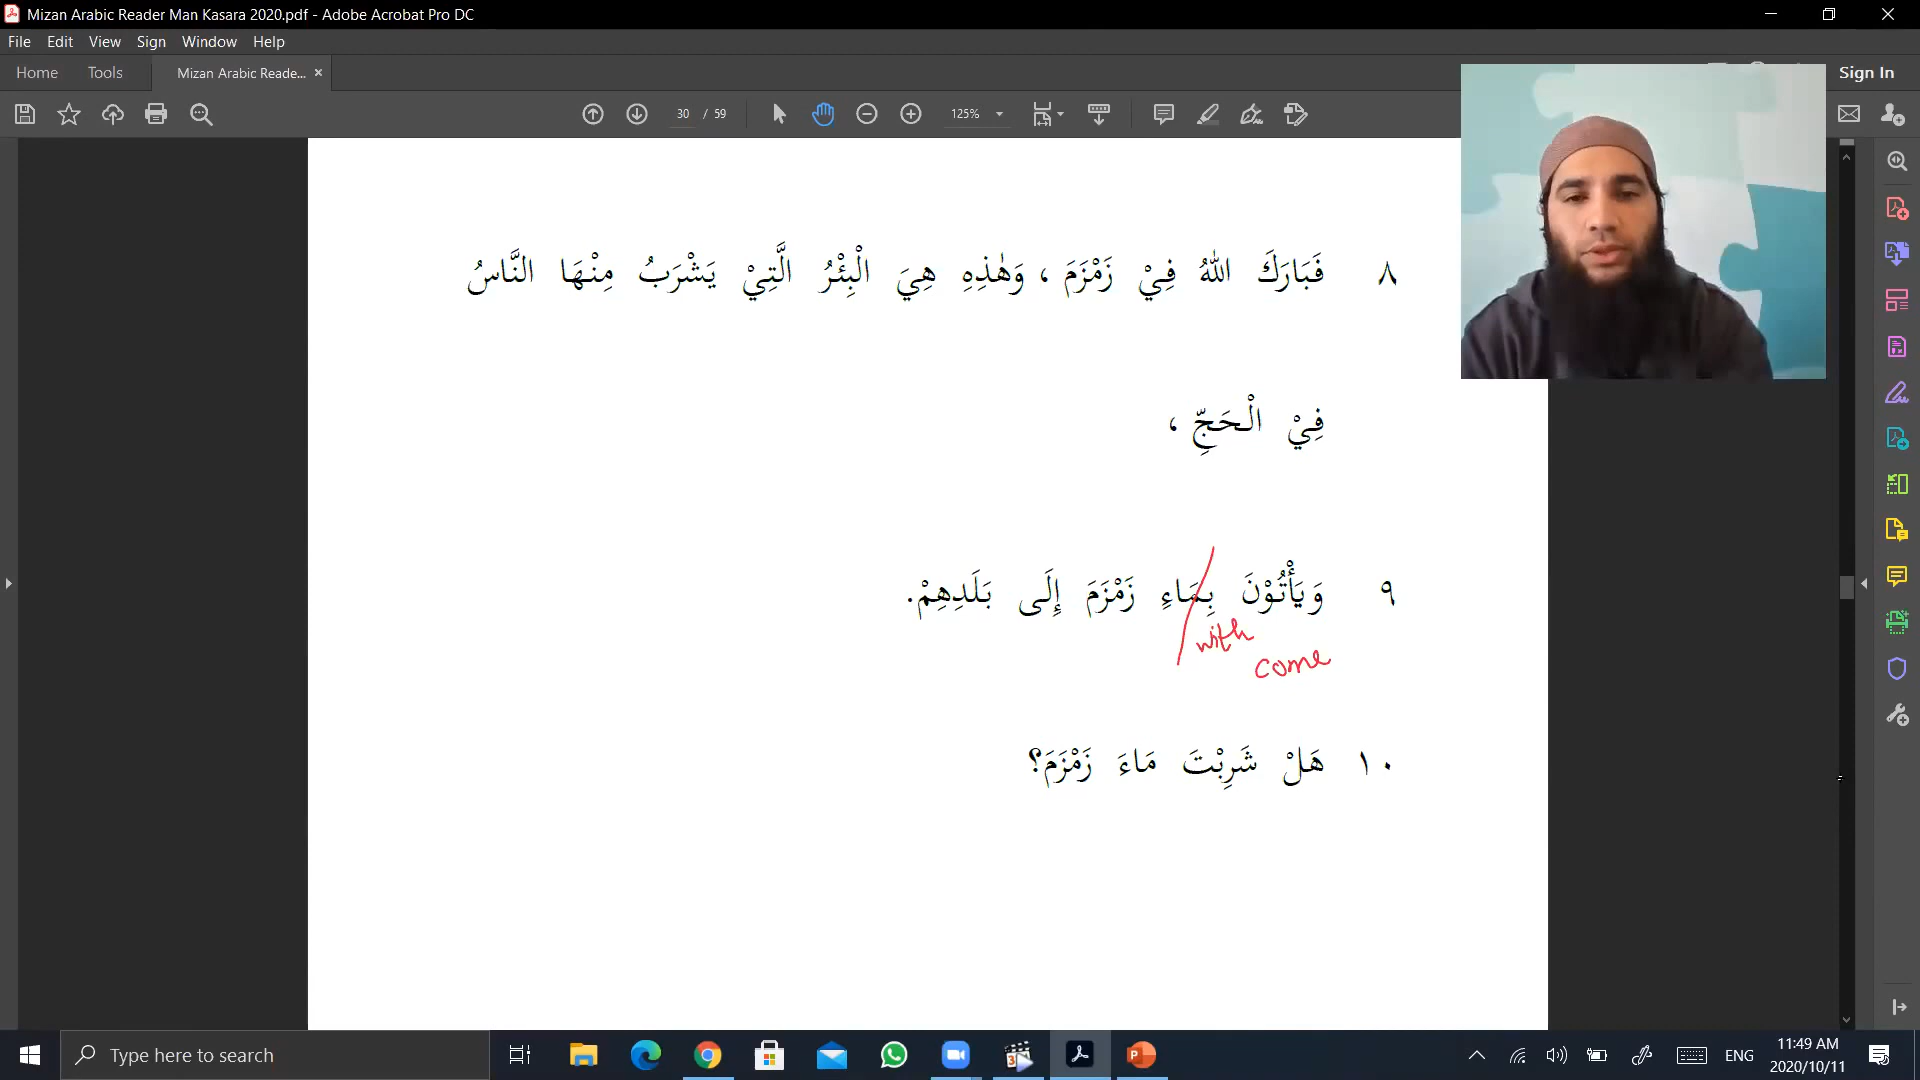 Mizan Arabic Reader Man Kasara 2020.pdf - Adobe Acrobat Pro DC
File Edit View Sign Window Help
Home Tools Mizan Arabic Reade... × Sign In
30 / 59 125%
٨ فَبَارَكَ اللّٰهُ فِيْ زَمْزَمَ ، وَهٰذِهِ هِيَ الْبِئْرُ الَّتِيْ يَشْرَبُ مِنْهَا النَّاسُ
فِيْ الْحَجِّ ،
٩ وَيَأْتُوْنَ بِمَاءِ زَمْزَمَ إِلَى بَلَدِهِمْ.
with
come
١٠ هَلْ شَرِبْتَ مَاءَ زَمْزَمَ؟
Type here to search ENG 11:49 AM
2020/10/11